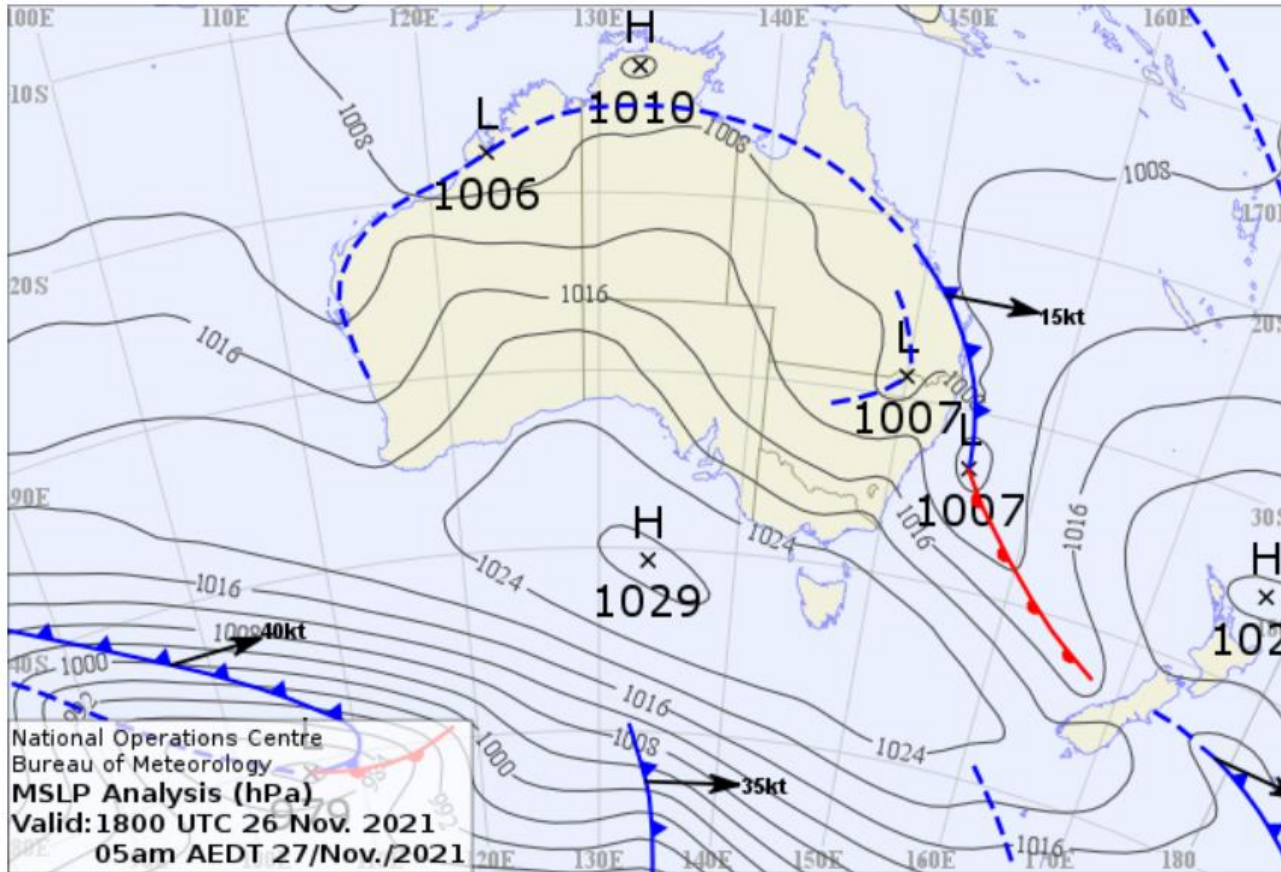 100E 110E 120E 130E 140E 150E 160E
H
1010
10S
L
1006
1008
1008
1008
170E
20S
1016
1016
15kt
20S
L
1007
L
1007
90E
30S
H
1029
1024
1024
1016
1016
H
1016
1008
40kt
40S
1000
992
1016
1024
1008
1000
35kt
992
1016
National Operations Centre
Bureau of Meteorology
MSLP Analysis (hPa)
Valid:1800 UTC 26 Nov. 2021
05am AEDT 27/Nov./2021
120E 130E 140E 150E 160E 170E 180